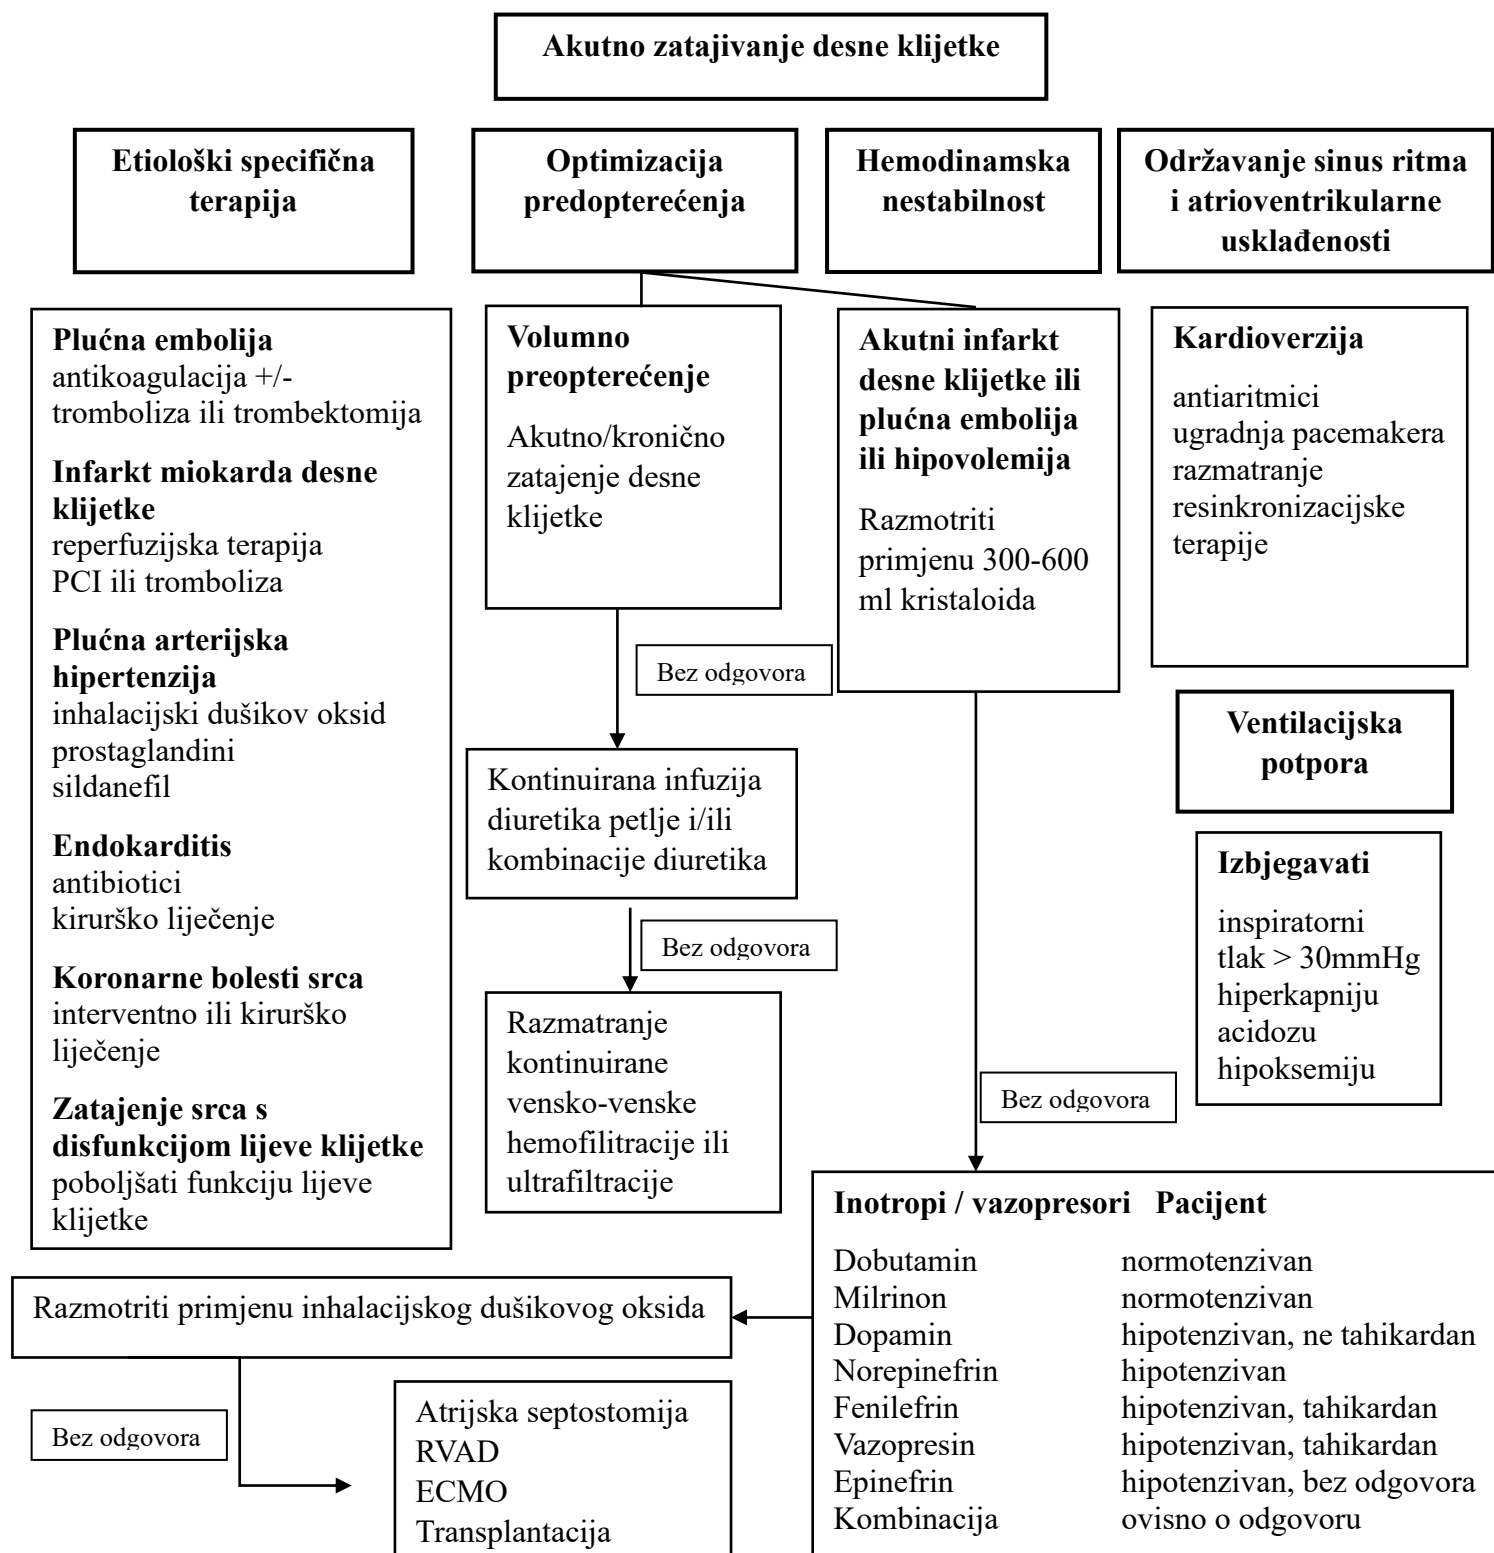 Akutno zatajivanje desne klijetke
Etiološki specifična
terapija
Optimizacija
predopterećenja
Hemodinamska
nestabilnost
Održavanje sinus ritma
i atrioventrikularne
usklađenosti
Plućna embolija
antikoagulacija +/-
tromboliza ili trombektomija
Infarkt miokarda desne
klijetke
reperfuzijska terapija
PCI ili tromboliza
Plućna arterijska
hipertenzija
inhalacijski dušikov oksid
prostaglandini
sildanefil
Endokarditis
antibiotici
kirurško liječenje
Koronarne bolesti srca
interventno ili kirurško
liječenje
Zatajenje srca s
disfunkcijom lijeve klijetke
poboljšati funkciju lijeve
klijetke
Volumno
preopterećenje
Akutno/kronično
zatajenje desne
klijetke
Bez odgovora
Kontinuirana infuzija
diuretika petlje i/ili
kombinacije diuretika
Bez odgovora
Razmatranje
kontinuirane
vensko-venske
hemofilitracije ili
ultrafiltracije
Akutni infarkt
desne klijetke ili
plućna embolija
ili hipovolemija
Razmotriti
primjenu 300-600
ml kristaloida
Bez odgovora
Kardioverzija
antiaritmici
ugradnja pacemakera
razmatranje
resinkronizacijske
terapije
Ventilacijska
potpora
Izbjegavati
inspiratorni
tlak > 30mmHg
hiperkapniju
acidozu
hipoksemiju
Inotropi / vazopresori Pacijent
Dobutamin normotenzivan
Milrinon normotenzivan
Dopamin hipotenzivan, ne tahikardan
Norepinefrin hipotenzivan
Fenilefrin hipotenzivan, tahikardan
Vazopresin hipotenzivan, tahikardan
Epinefrin hipotenzivan, bez odgovora
Kombinacija ovisno o odgovoru
Razmotriti primjenu inhalacijskog dušikovog oksida
Bez odgovora
Atrijska septostomija
RVAD
ECMO
Transplantacija